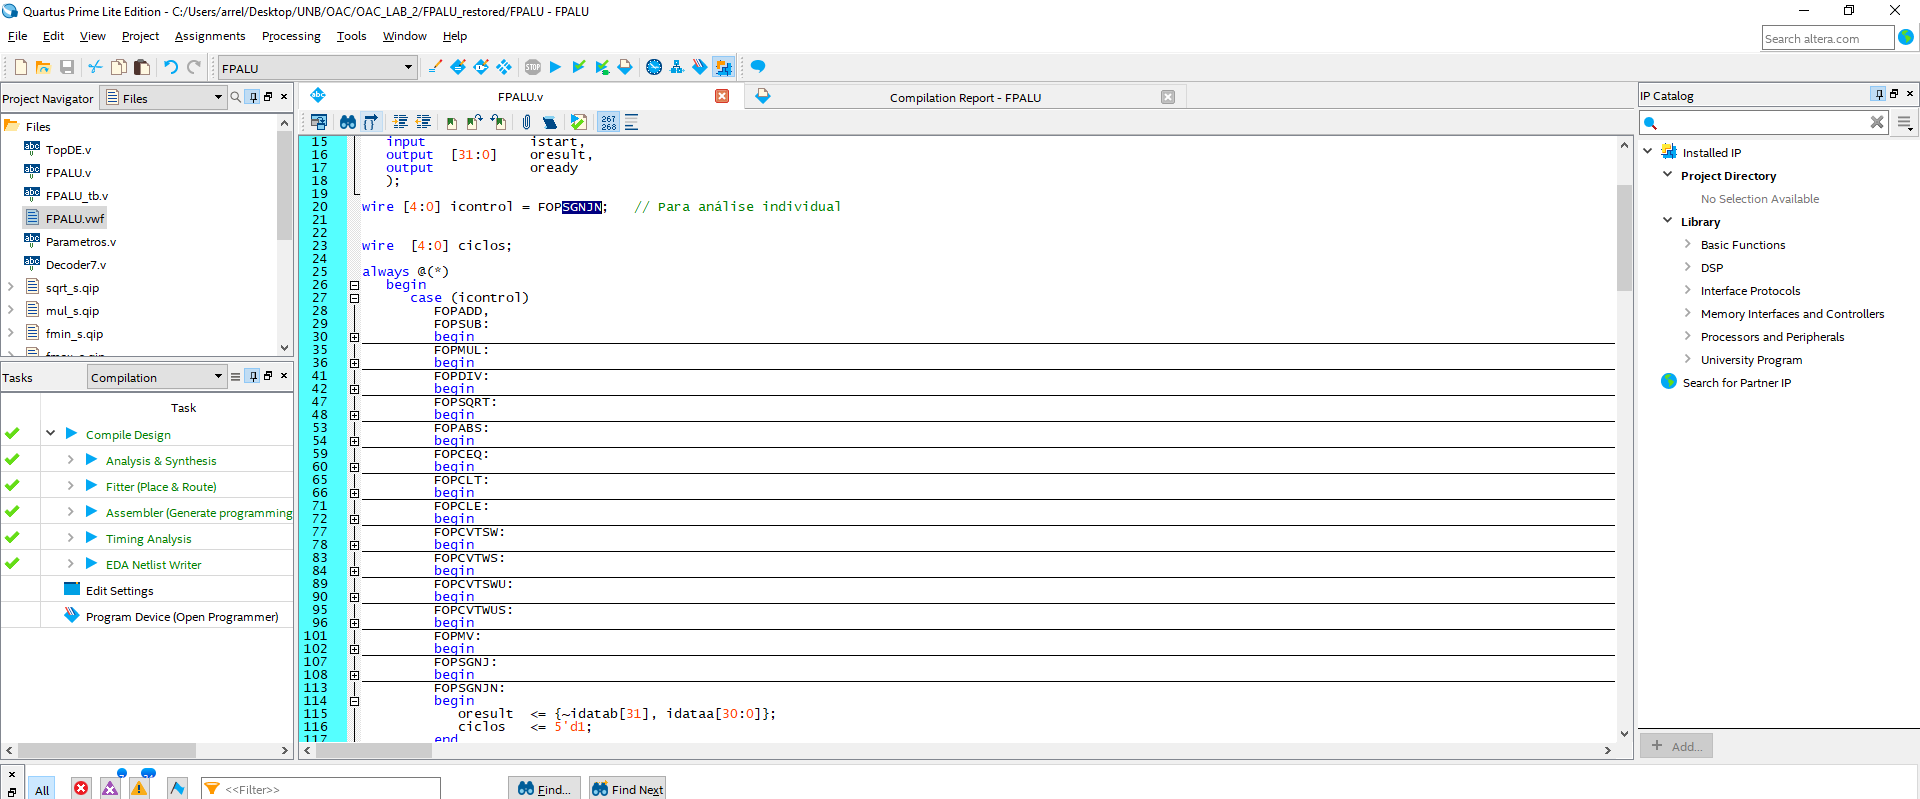 Quartus Prime Lite Edition - C:/Users/arrel/Desktop/UNB/OAC/OAC_LAB_2/FPALU_restored/FPALU - FPALU
File Edit View Project Assignments Processing Tools Window Help
Search altera.com
FPALU
Project Navigator Files
Files
TopDE.v
FPALU.v
FPALU_tb.v
FPALU.vwf
Parametros.v
Decoder7.v
sqrt_s.qip
mul_s.qip
fmin_s.qip
Tasks Compilation
Task
Compile Design
Analysis & Synthesis
Fitter (Place & Route)
Assembler (Generate programming
Timing Analysis
EDA Netlist Writer
Edit Settings
Program Device (Open Programmer)
FPALU.v
Compilation Report - FPALU
267
268
15 input istart,
16 output [31:0] oresult,
17 output oready
18 );
19
20 wire [4:0] icontrol = FOPSGNJN; // Para análise individual
21
22
23 wire [4:0] ciclos;
24
25 always @(*)
26 begin
27 case (icontrol)
28 FOPADD,
29 FOPSUB:
30 begin
35 FOPMUL:
36 begin
41 FOPDIV:
42 begin
47 FOPSQRT:
48 begin
53 FOPABS:
54 begin
59 FOPCEQ:
60 begin
65 FOPCLT:
66 begin
71 FOPCLE:
72 begin
77 FOPCVTSW:
78 begin
83 FOPCVTWS:
84 begin
89 FOPCVTSWU:
90 begin
95 FOPCVTWUS:
96 begin
101 FOPMV:
102 begin
107 FOPSGNJ:
108 begin
113 FOPSGNJN:
114 begin
115 oresult <= {~idatab[31], idataa[30:0]};
116 ciclos <= 5'd1;
117 end
IP Catalog
Installed IP
Project Directory
No Selection Available
Library
Basic Functions
DSP
Interface Protocols
Memory Interfaces and Controllers
Processors and Peripherals
University Program
Search for Partner IP
+ Add...
All
<<Filter>>
Find...
Find Next